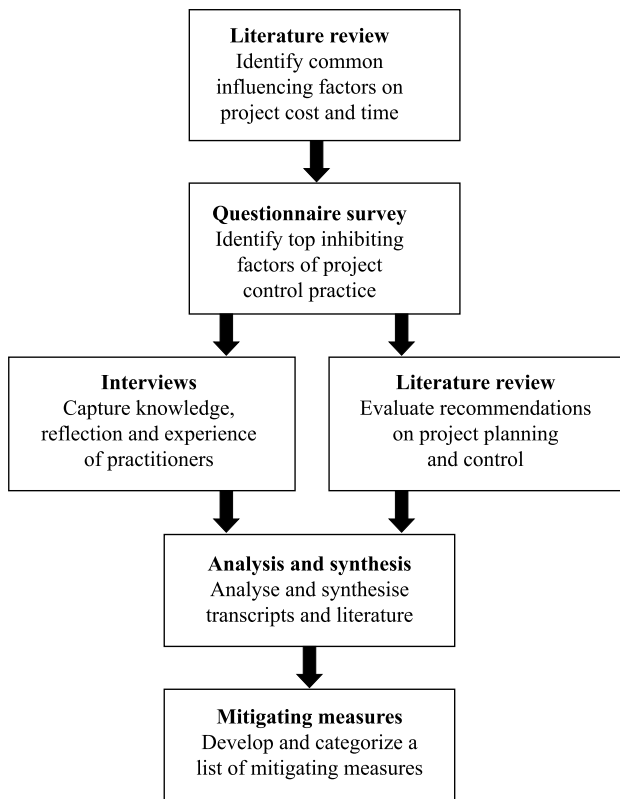 Literature review
Identify common
influencing factors on
project cost and time
Questionnaire survey
Identify top inhibiting
factors of project
control practice
Interviews
Capture knowledge,
reflection and experience
of practitioners
Literature review
Evaluate recommendations
on project planning
and control
Analysis and synthesis
Analyse and synthesise
transcripts and literature
Mitigating measures
Develop and categorize a
list of mitigating measures